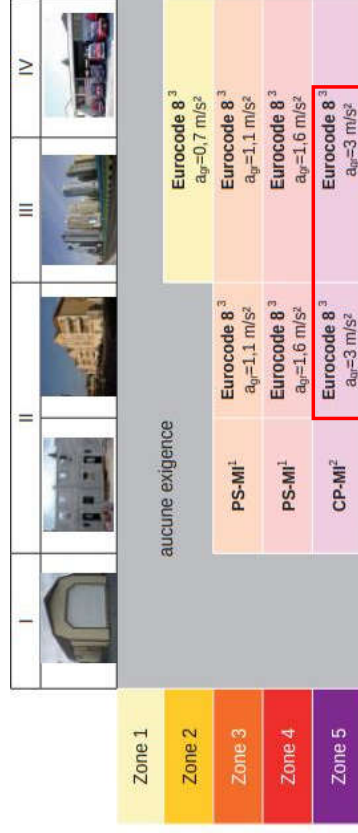 I
II
III
IV
Zone 1
Zone 2
aucune exigence
Eurocode 8 3
agr=0,7 m/s²
Zone 3
PS-MI1
Eurocode 8 3
agr=1,1 m/s²
Eurocode 8 3
agr=1,1 m/s²
Zone 4
PS-MI1
Eurocode 8 3
agr=1,6 m/s²
Eurocode 8 3
agr=1,6 m/s²
Zone 5
CP-MI2
Eurocode 8 3
agr=3 m/s²
Eurocode 8 3
agr=3 m/s²